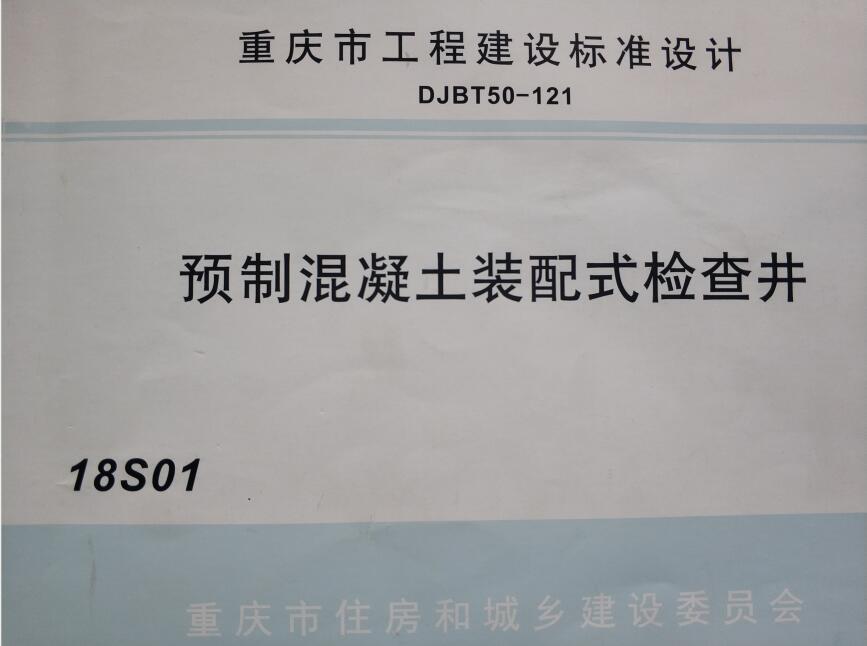 重庆市工程建设标准设计
DJBT50-121
预制混凝土装配式检查井
18S01
重庆市住房和城乡建设委员会